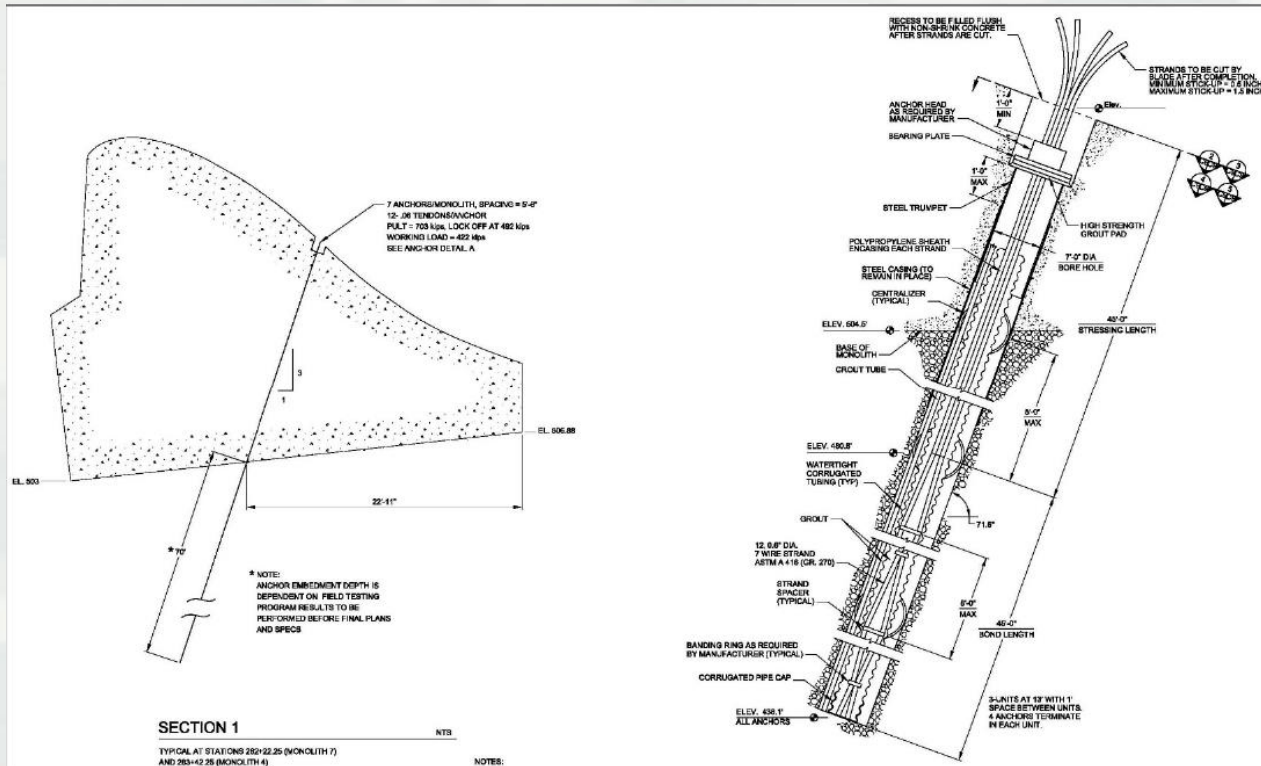 7 ANCHORS/MONOLITH, SPACING = 5'-6"
12- .06 TENDONS/ANCHOR
PULT = 703 kips, LOCK OFF AT 492 kips
WORKING LOAD = 422 kips
SEE ANCHOR DETAIL A
3
1
EL. 506.88
EL. 503
22'-11"
* 70'
* NOTE:
ANCHOR EMBEDMENT DEPTH IS
DEPENDENT ON FIELD TESTING
PROGRAM RESULTS TO BE
PERFORMED BEFORE FINAL PLANS
AND SPECS
SECTION 1
NTS
TYPICAL AT STATIONS 282+22.25 (MONOLITH 7)
AND 283+42.25 (MONOLITH 4)
NOTES:
RECESS TO BE FILLED FLUSH
WITH NON-SHRINK CONCRETE
AFTER STRANDS ARE CUT.
STRANDS TO BE CUT BY
BLADE AFTER COMPLETION.
MINIMUM STICK-UP = 0.6 INCH
MAXIMUM STICK-UP = 1.5 INCH
Elev.
1'-0"
MIN
ANCHOR HEAD
AS REQUIRED BY
MANUFACTURER
BEARING PLATE
1'-0"
MAX
STEEL TRUMPET
HIGH STRENGTH
GROUT PAD
POLYPROPYLENE SHEATH
ENCASING EACH STRAND
7'-0" DIA
BORE HOLE
STEEL CASING (TO
REMAIN IN PLACE)
CENTRALIZER
(TYPICAL)
45'-0"
STRESSING LENGTH
ELEV. 504.5'
BASE OF
MONOLITH
GROUT TUBE
8'-0"
MAX
ELEV. 480.8'
WATERTIGHT
CORRUGATED
TUBING (TYP)
71.6°
GROUT
12, 0.6" DIA.
7 WIRE STRAND
ASTM A 416 (GR. 270)
STRAND
SPACER
(TYPICAL)
8'-0"
MAX
45'-0"
BOND LENGTH
BANDING RING AS REQUIRED
BY MANUFACTURER (TYPICAL)
CORRUGATED PIPE CAP
3-UNITS AT 13' WITH 1'
SPACE BETWEEN UNITS.
4 ANCHORS TERMINATE
IN EACH UNIT.
ELEV. 438.1'
ALL ANCHORS